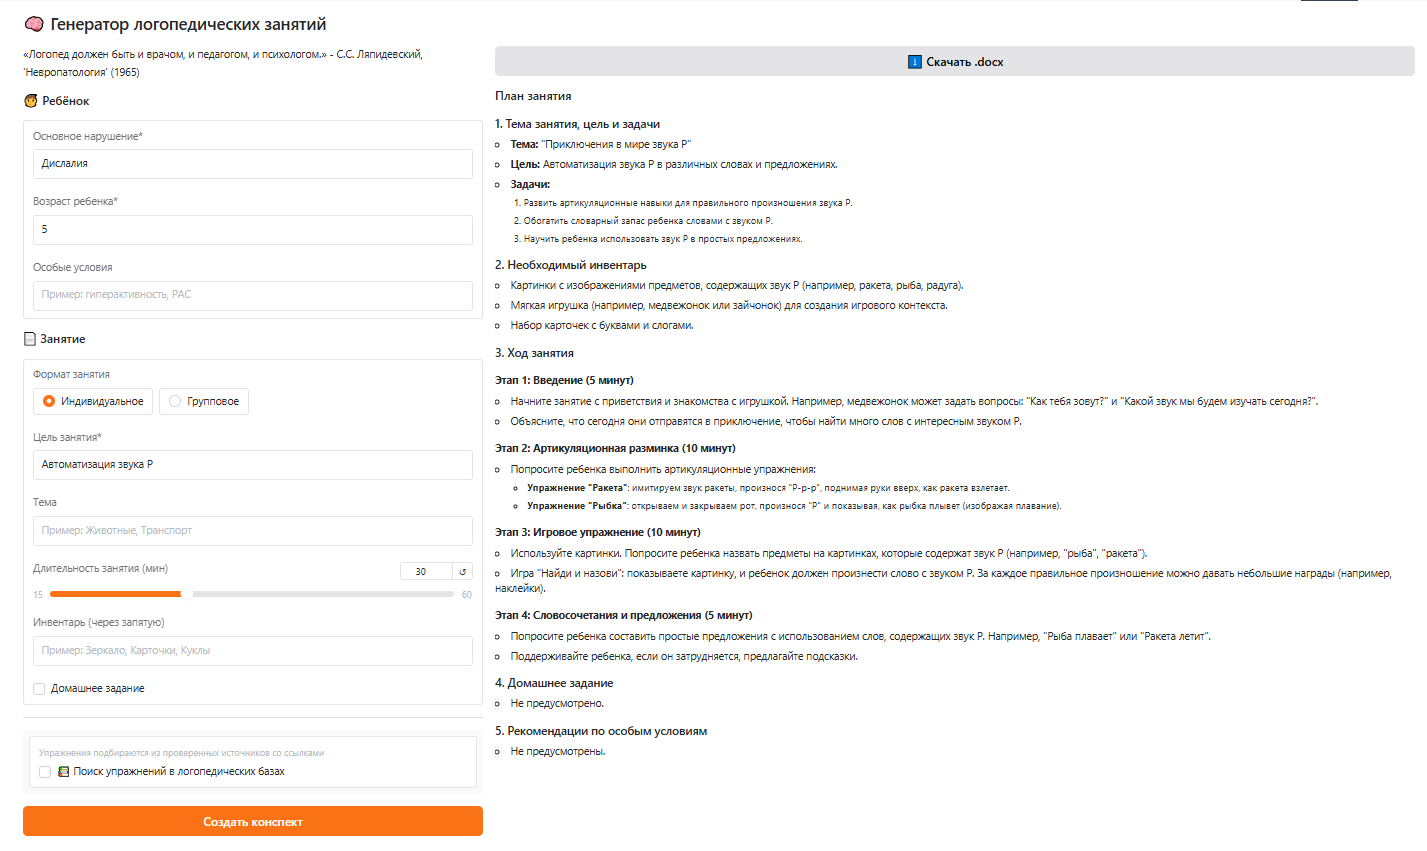 Генератор логопедических занятий
«Логопед должен быть и врачом, и педагогом, и психологом.» - С.С. Ляпидевский,
'Невропатология' (1965)
Ребёнок
Основное нарушение*
Дислалия
Возраст ребенка*
5
Особые условия
Пример: гиперактивность, РАС
Занятие
Формат занятия
Индивидуальное
Групповое
Цель занятия*
Автоматизация звука Р
Тема
Пример: Животные, Транспорт
Длительность занятия (мин)
30
15
60
Инвентарь (через запятую)
Пример: Зеркало, Карточки, Куклы
Домашнее задание
Упражнения подбираются из проверенных источников со ссылками
Поиск упражнений в логопедических базах
Создать конспект
Скачать .docx
План занятия
1. Тема занятия, цель и задачи
Тема: "Приключения в мире звука Р"
Цель: Автоматизация звука Р в различных словах и предложениях.
Задачи:
1. Развить артикуляционные навыки для правильного произношения звука Р.
2. Обогатить словарный запас ребенка словами с звуком Р.
3. Научить ребенка использовать звук Р в простых предложениях.
2. Необходимый инвентарь
Картинки с изображениями предметов, содержащих звук Р (например, ракета, рыба, радуга).
Мягкая игрушка (например, медвежонок или зайчонок) для создания игрового контекста.
Набор карточек с буквами и слогами.
3. Ход занятия
Этап 1: Введение (5 минут)
Начните занятие с приветствия и знакомства с игрушкой. Например, медвежонок может задать вопросы: "Как тебя зовут?" и "Какой звук мы будем изучать сегодня?".
Объясните, что сегодня они отправятся в приключение, чтобы найти много слов с интересным звуком Р.
Этап 2: Артикуляционная разминка (10 минут)
Попросите ребенка выполнить артикуляционные упражнения:
Упражнение "Ракета": имитируем звук ракеты, произнося "Р-р-р", поднимая руки вверх, как ракета взлетает.
Упражнение "Рыбка": открываем и закрываем рот, произнося "Р" и показывая, как рыбка плывет (изображая плавание).
Этап 3: Игровое упражнение (10 минут)
Используйте картинки. Попросите ребенка назвать предметы на картинках, которые содержат звук Р (например, "рыба", "ракета").
Игра "Найди и назови": показываете картинку, и ребенок должен произнести слово с звуком Р. За каждое правильное произношение можно давать небольшие награды (например,
наклейки).
Этап 4: Словосочетания и предложения (5 минут)
Попросите ребенка составить простые предложения с использованием слов, содержащих звук Р. Например, "Рыба плавает" или "Ракета летит".
Поддерживайте ребенка, если он затрудняется, предлагайте подсказки.
4. Домашнее задание
Не предусмотрено.
5. Рекомендации по особым условиям
Не предусмотрены.